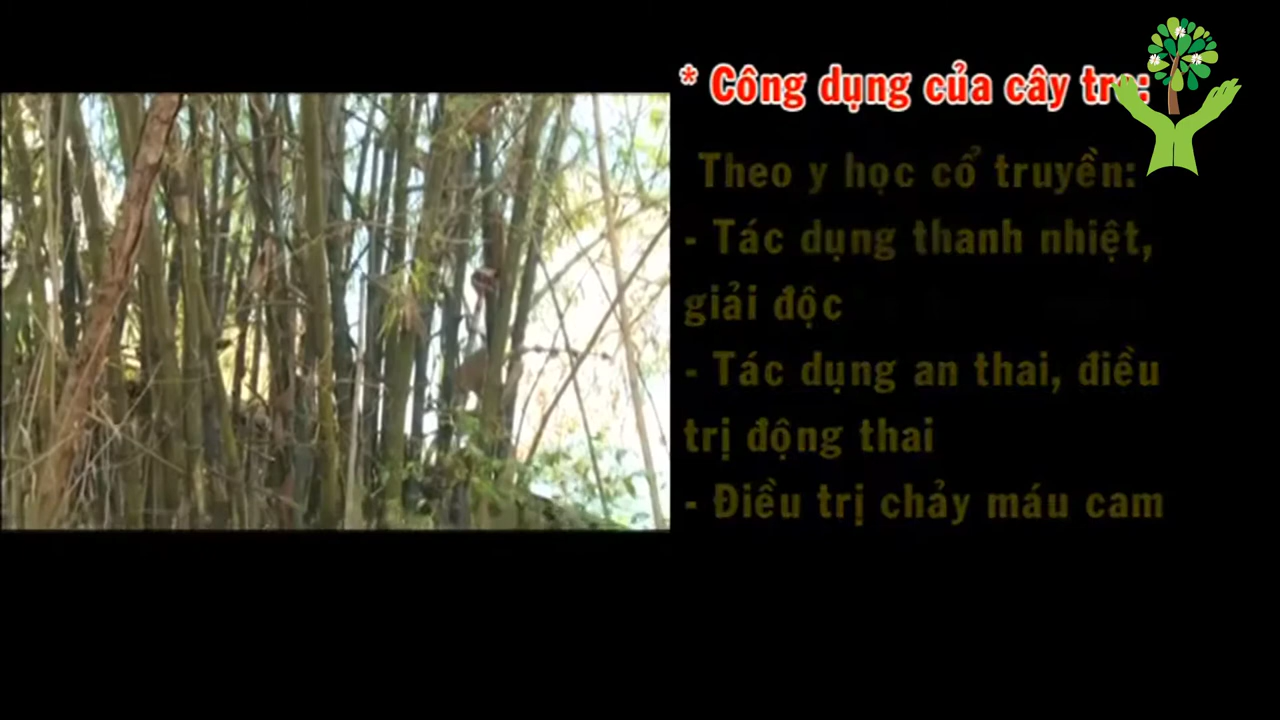 * Công dụng của cây tre:
Theo y học cổ truyền:
- Tác dụng thanh nhiệt,
giải độc
- Tác dụng an thai, điều
trị động thai
- Điều trị chảy máu cam